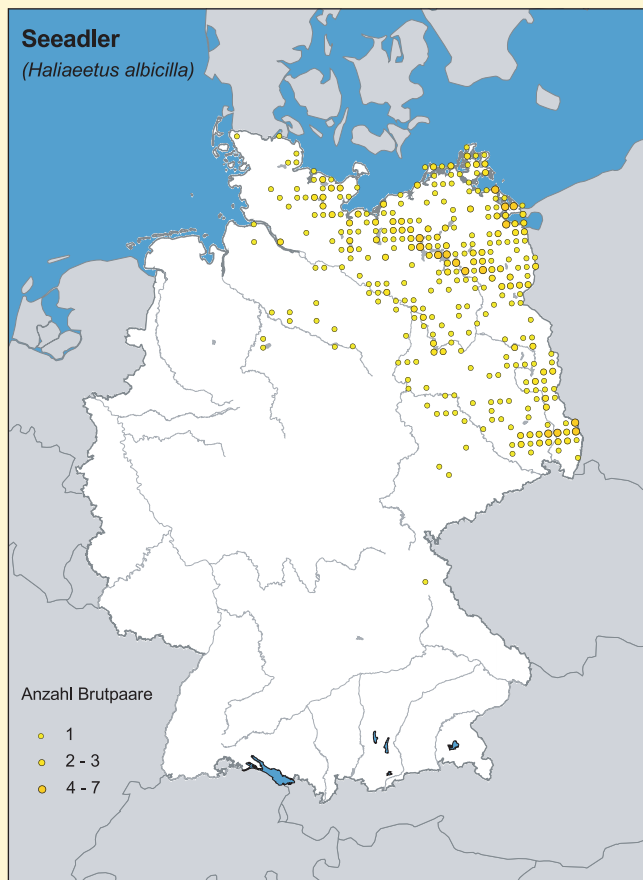 Seeadler
(Haliaeetus albicilla)
Anzahl Brutpaare
1
2 - 3
4 - 7